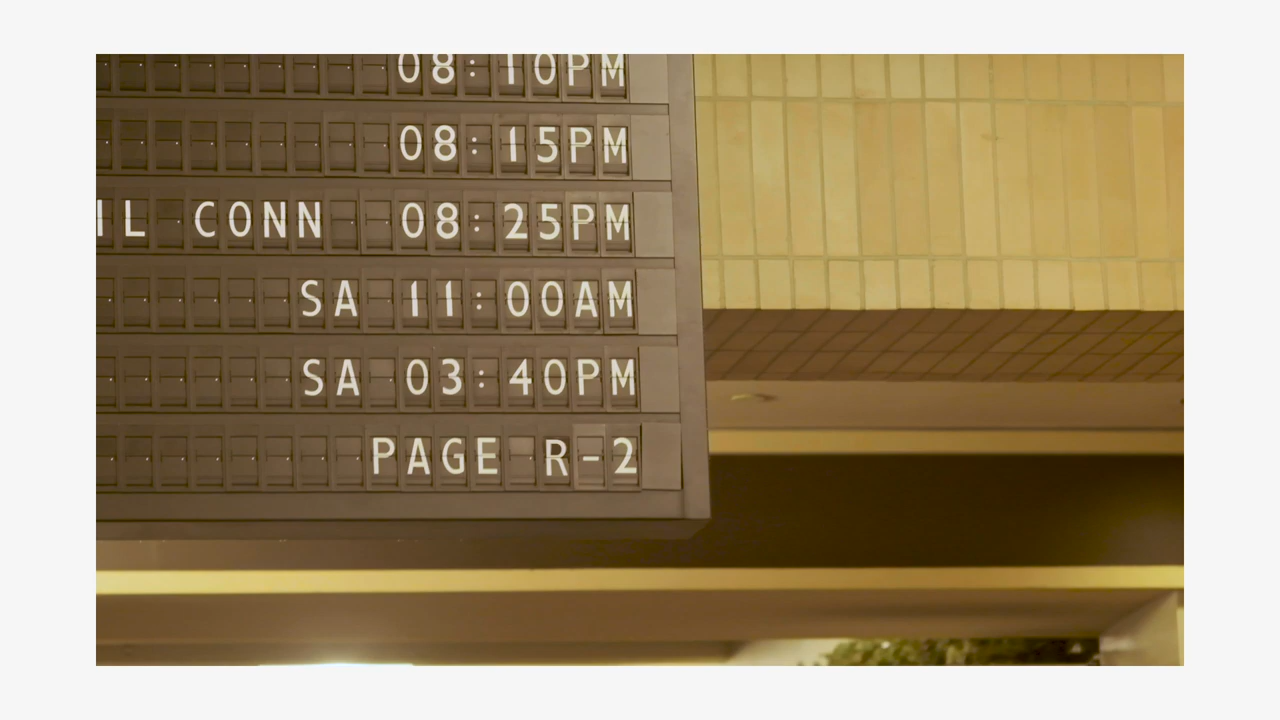 08:10PM
08:15PM
IL CONN 08:25PM
SA 11:00AM
SA 03:40PM
PAGE R-2